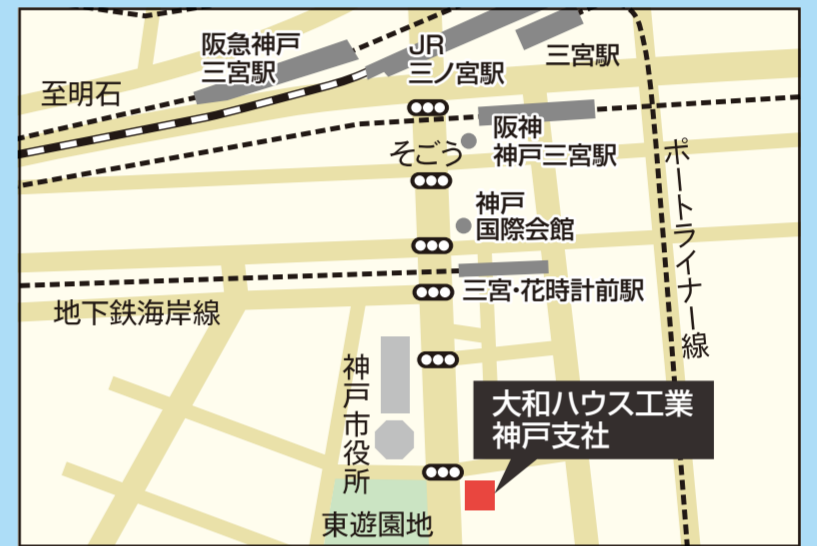 阪急神戸
三宮駅
JR
三ノ宮駅
三宮駅
至明石
阪神
神戸三宮駅
そごう
ポートライナー線
神戸
国際会館
三宮・花時計前駅
地下鉄海岸線
神戸市役所
大和ハウス工業
神戸支社
東遊園地